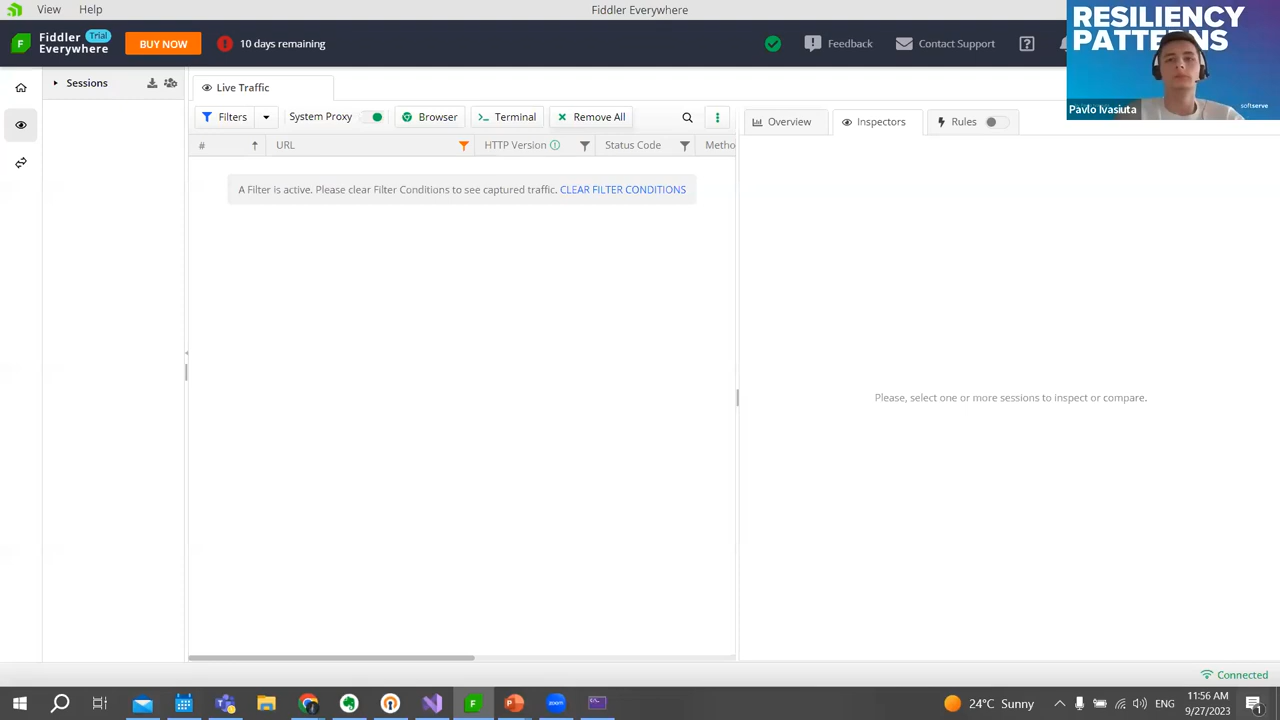 View Help
Fiddler Everywhere
Fiddler
Everywhere
Trial
BUY NOW
10 days remaining
Feedback
Contact Support
RESILIENCY
PATTERNS
Pavlo Ivasiuta
softserve
Sessions
Live Traffic
Filters
System Proxy
Browser
Terminal
Remove All
Overview
Inspectors
Rules
# URL HTTP Version Status Code Metho
A Filter is active. Please clear Filter Conditions to see captured traffic. CLEAR FILTER CONDITIONS
Please, select one or more sessions to inspect or compare.
Connected
24°C Sunny
ENG
11:56 AM
9/27/2023
1